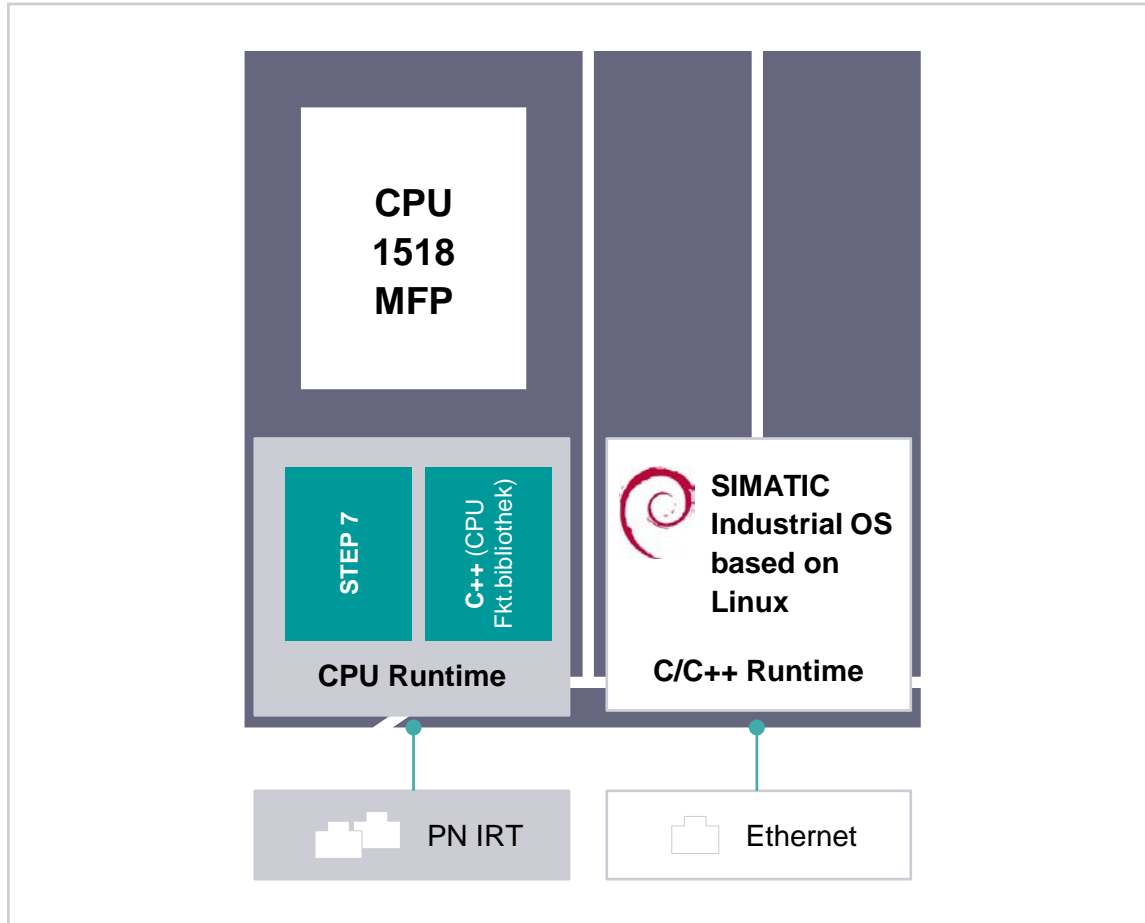 CPU
1518
MFP
STEP 7
C++ (CPU
Fkt.bibliothek)
CPU Runtime
SIMATIC
Industrial OS
based on
Linux
C/C++ Runtime
PN IRT
Ethernet